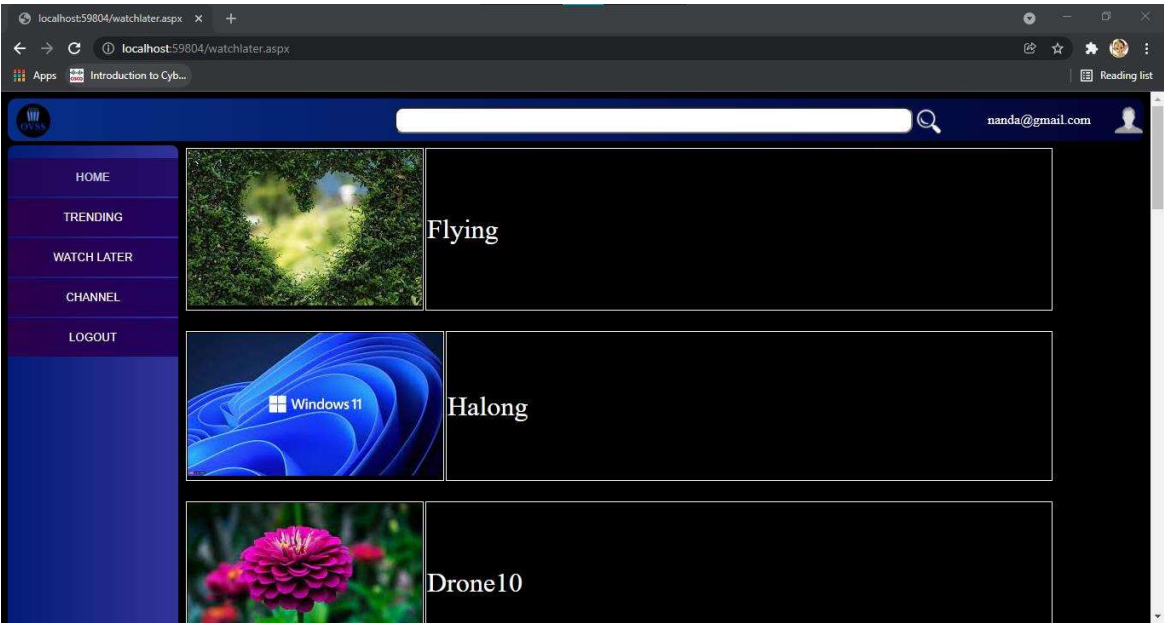 localhost:59804/watchlater.aspx
localhost:59804/watchlater.aspx
Apps Introduction to Cyb... Reading list
OVSS nanda@gmail.com
HOME
TRENDING
WATCH LATER
CHANNEL
LOGOUT
Flying
Windows 11
Halong
Drone10